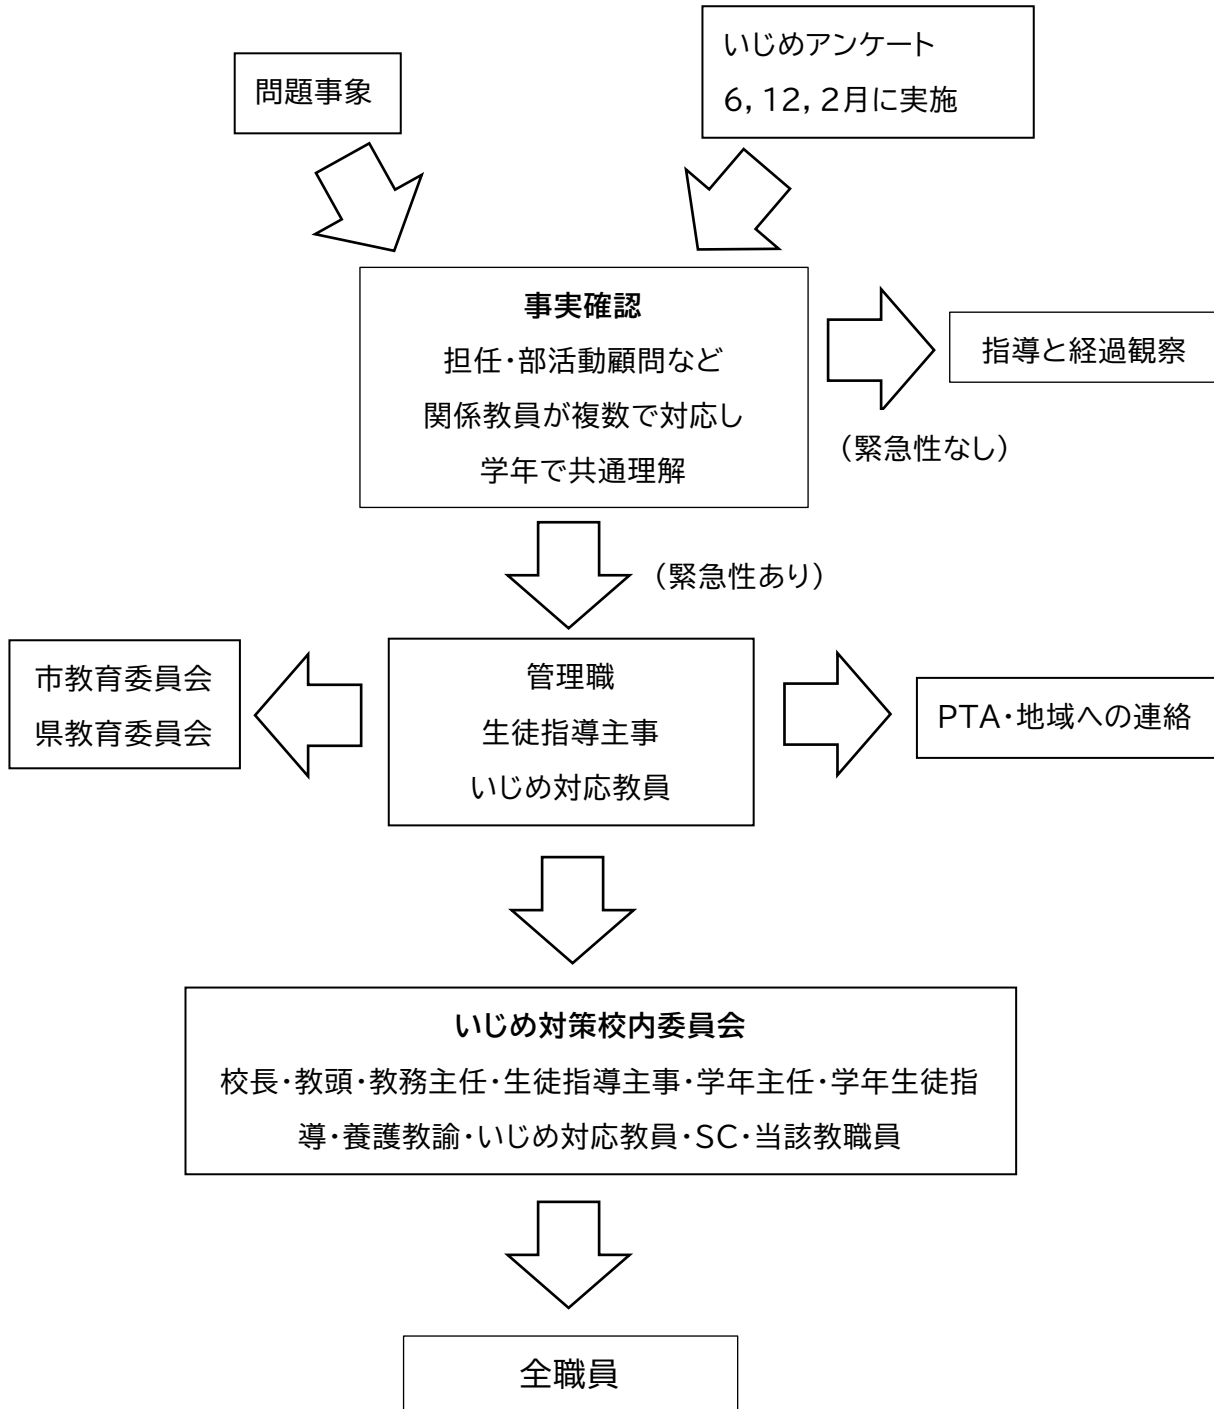 問題事象
いじめアンケート
6,12,2月に実施
事実確認
担任・部活動顧問など
関係教員が複数で対応し
学年で共通理解
指導と経過観察
（緊急性なし）
（緊急性あり）
市教育委員会
県教育委員会
管理職
生徒指導主事
いじめ対応教員
PTA・地域への連絡
いじめ対策校内委員会
校長・教頭・教務主任・生徒指導主事・学年主任・学年生徒指
導・養護教諭・いじめ対応教員・SC・当該教職員
全職員